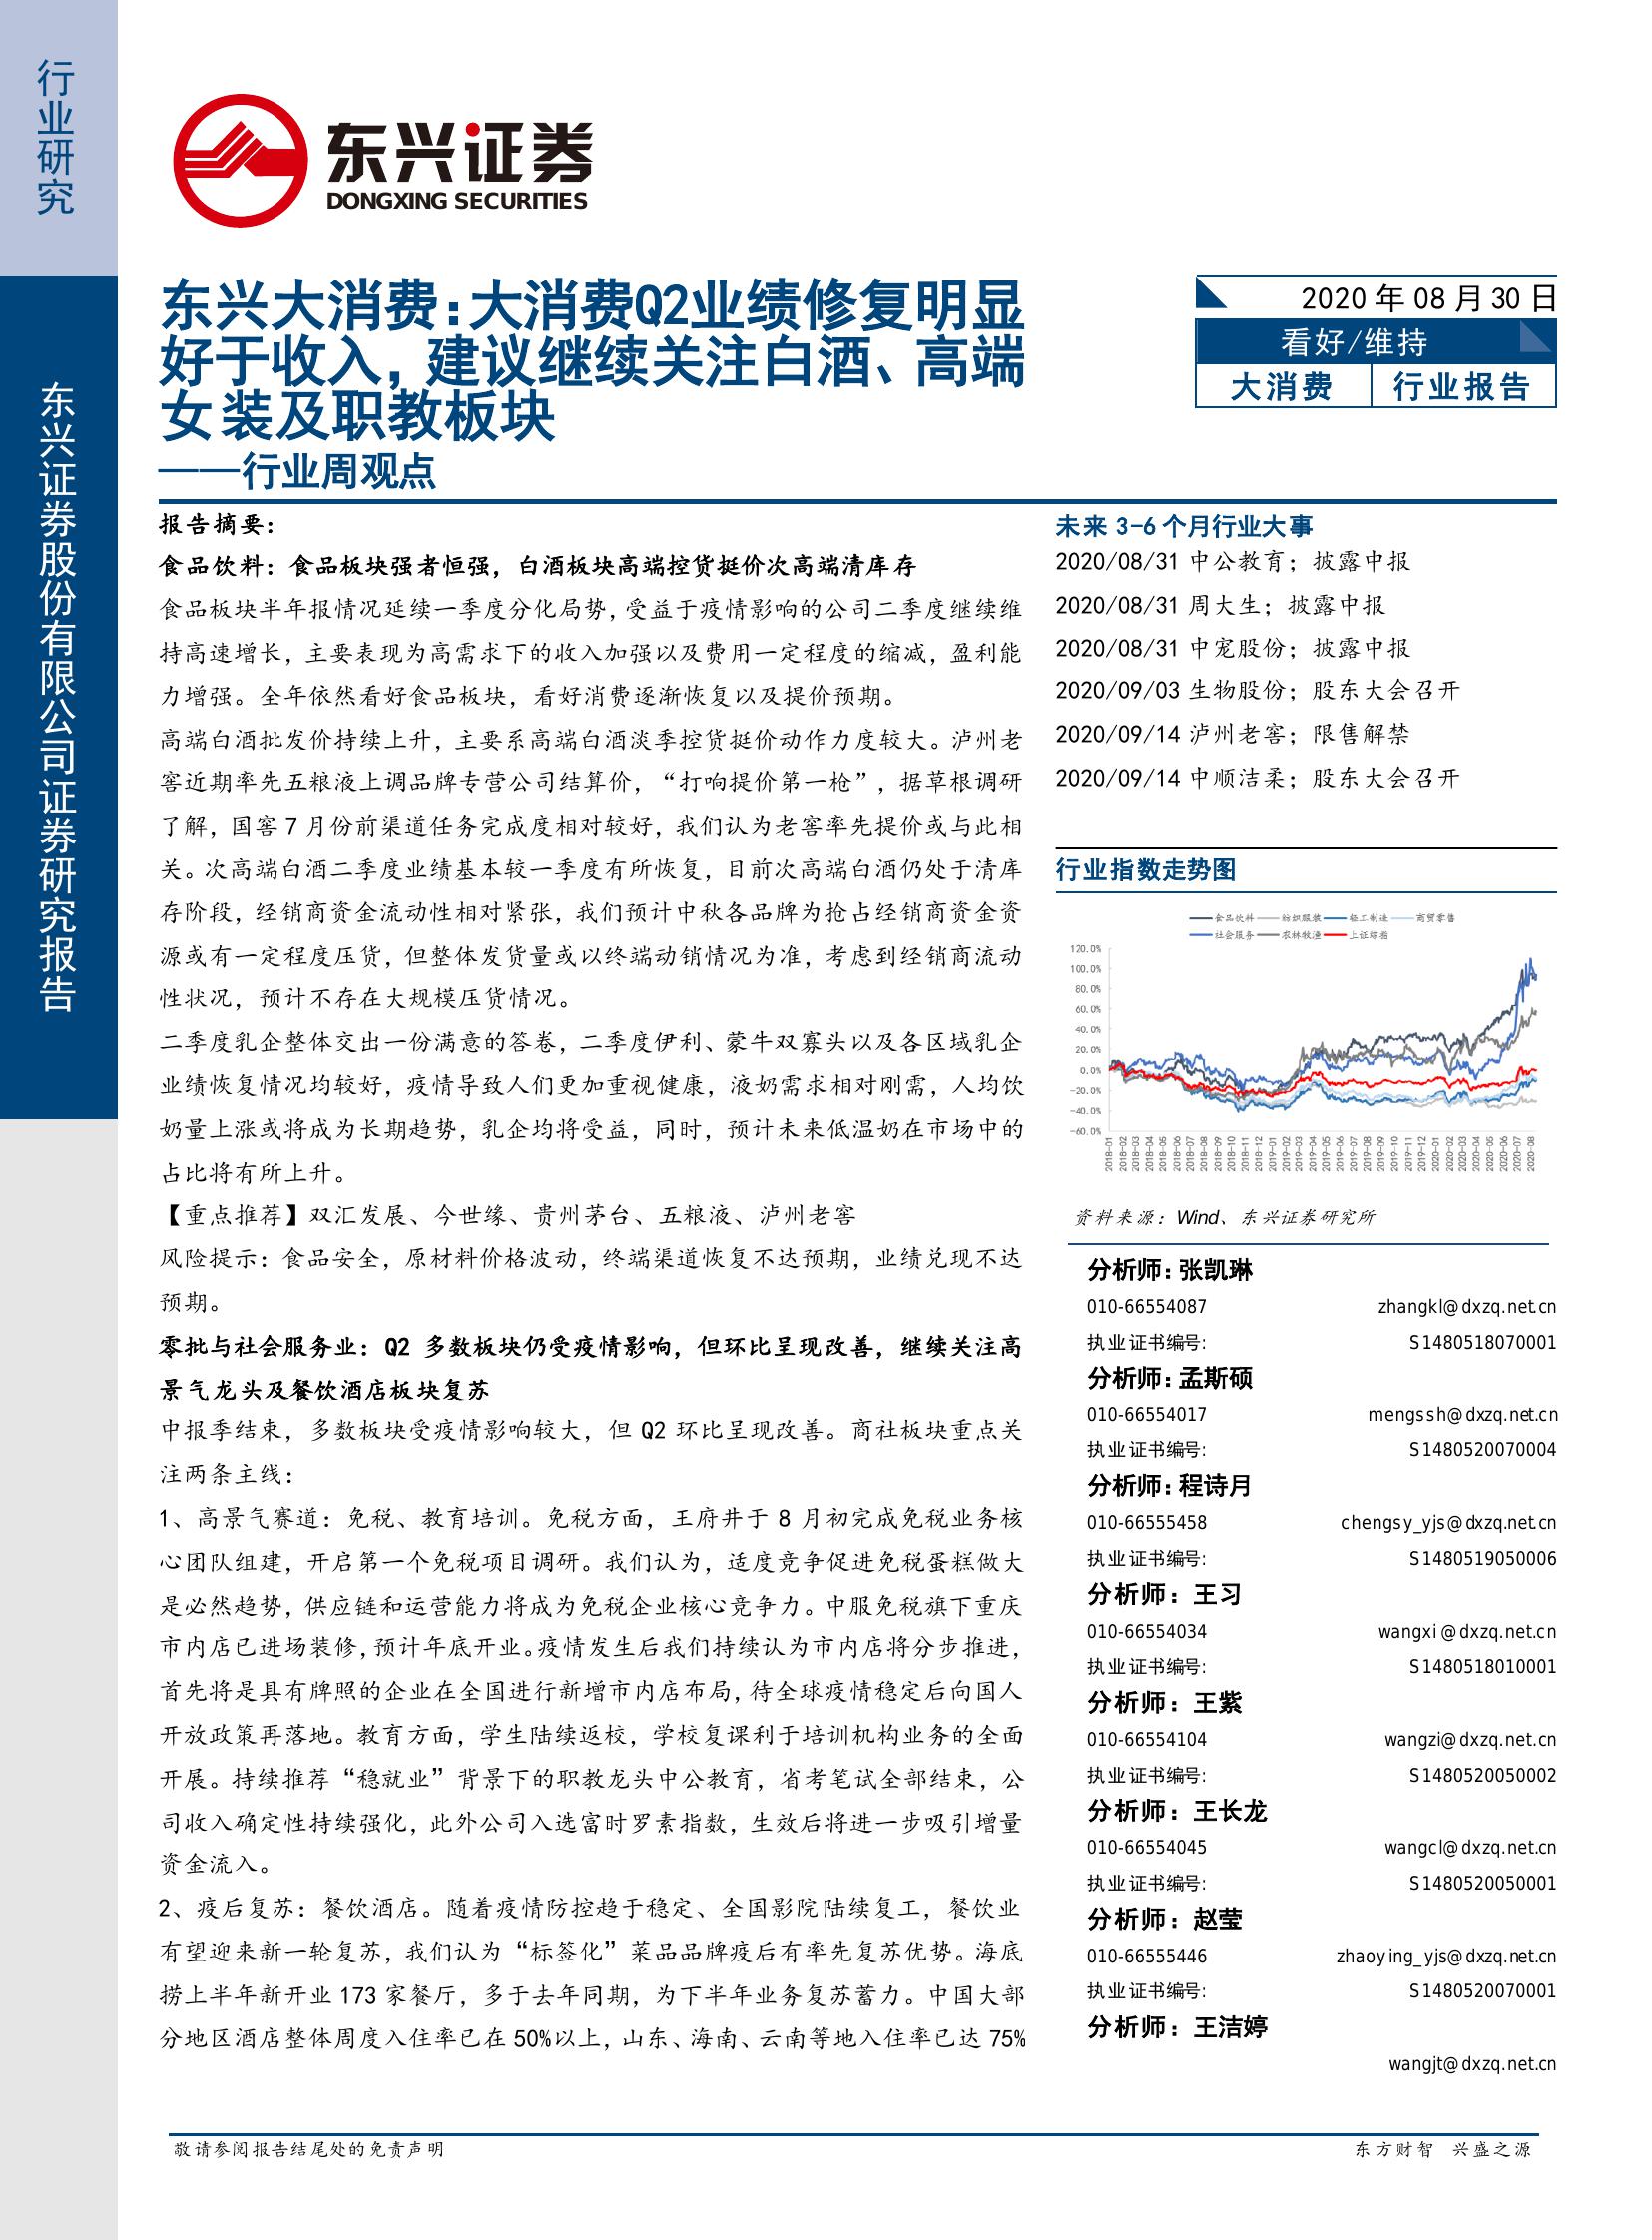 行业研究
东兴证券股份有限公司证券研究报告
东兴证券
DONGXING SECURITIES
东兴大消费：大消费Q2业绩修复明显
好于收入，建议继续关注白酒、高端
女装及职教板块
——行业周观点
2020 年 08 月 30 日
看好/维持
大消费 行业报告
报告摘要：
食品饮料：食品板块强者恒强，白酒板块高端控货挺价次高端清库存
食品板块半年报情况延续一季度分化局势，受益于疫情影响的公司二季度继续维
持高速增长，主要表现为高需求下的收入加强以及费用一定程度的缩减，盈利能
力增强。全年依然看好食品板块，看好消费逐渐恢复以及提价预期。
高端白酒批发价持续上升，主要系高端白酒淡季控货挺价动作力度较大。泸州老
窖近期率先五粮液上调品牌专营公司结算价，“打响提价第一枪”，据草根调研
了解，国窖 7 月份前渠道任务完成度相对较好，我们认为老窖率先提价或与此相
关。次高端白酒二季度业绩基本较一季度有所恢复，目前次高端白酒仍处于清库
存阶段，经销商资金流动性相对紧张，我们预计中秋各品牌为抢占经销商资金资
源或有一定程度压货，但整体发货量或以终端动销情况为准，考虑到经销商流动
性状况，预计不存在大规模压货情况。
二季度乳企整体交出一份满意的答卷，二季度伊利、蒙牛双寡头以及各区域乳企
业绩恢复情况均较好，疫情导致人们更加重视健康，液奶需求相对刚需，人均饮
奶量上涨或将成为长期趋势，乳企均将受益，同时，预计未来低温奶在市场中的
占比将有所上升。
【重点推荐】双汇发展、今世缘、贵州茅台、五粮液、泸州老窖
风险提示：食品安全，原材料价格波动，终端渠道恢复不达预期，业绩兑现不达
预期。
零批与社会服务业：Q2 多数板块仍受疫情影响，但环比呈现改善，继续关注高
景气龙头及餐饮酒店板块复苏
中报季结束，多数板块受疫情影响较大，但 Q2 环比呈现改善。商社板块重点关
注两条主线：
1、高景气赛道：免税、教育培训。免税方面，王府井于 8 月初完成免税业务核
心团队组建，开启第一个免税项目调研。我们认为，适度竞争促进免税蛋糕做大
是必然趋势，供应链和运营能力将成为免税企业核心竞争力。中服免税旗下重庆
市内店已进场装修，预计年底开业。疫情发生后我们持续认为市内店将分步推进，
首先将是具有牌照的企业在全国进行新增市内店布局，待全球疫情稳定后向国人
开放政策再落地。教育方面，学生陆续返校，学校复课利于培训机构业务的全面
开展。持续推荐“稳就业”背景下的职教龙头中公教育，省考笔试全部结束，公
司收入确定性持续强化，此外公司入选富时罗素指数，生效后将进一步吸引增量
资金流入。
2、疫后复苏：餐饮酒店。随着疫情防控趋于稳定、全国影院陆续复工，餐饮业
有望迎来新一轮复苏，我们认为“标签化”菜品品牌疫后有率先复苏优势。海底
捞上半年新开业 173 家餐厅，多于去年同期，为下半年业务复苏蓄力。中国大部
分地区酒店整体周度入住率已在 50%以上，山东、海南、云南等地入住率已达 75%
未来 3-6 个月行业大事
2020/08/31 中公教育；披露中报
2020/08/31 周大生；披露中报
2020/08/31 中宠股份；披露中报
2020/09/03 生物股份；股东大会召开
2020/09/14 泸州老窖；限售解禁
2020/09/14 中顺洁柔；股东大会召开
行业指数走势图
食品饮料 纺织服装 轻工制造 商贸零售
社会服务 农林牧渔 上证综指
120.0%
100.0%
80.0%
60.0%
40.0%
20.0%
0.0%
-20.0%
-40.0%
-60.0%
2018-01 2018-02 2018-03 2018-04 2018-05 2018-06 2018-07 2018-08 2018-09 2018-10 2018-11 2018-12 2019-01 2019-02 2019-03 2019-04 2019-05 2019-06 2019-07 2019-08 2019-09 2019-10 2019-11 2019-12 2020-01 2020-02 2020-03 2020-04 2020-05 2020-06 2020-07 2020-08
资料来源：Wind、东兴证券研究所
分析师：张凯琳
010-66554087 zhangkl@dxzq.net.cn
执业证书编号: S1480518070001
分析师：孟斯硕
010-66554017 mengssh@dxzq.net.cn
执业证书编号: S1480520070004
分析师：程诗月
010-66555458 chengsy_yjs@dxzq.net.cn
执业证书编号: S1480519050006
分析师：王习
010-66554034 wangxi@dxzq.net.cn
执业证书编号: S1480518010001
分析师：王紫
010-66554104 wangzi@dxzq.net.cn
执业证书编号: S1480520050002
分析师：王长龙
010-66554045 wangcl@dxzq.net.cn
执业证书编号: S1480520050001
分析师：赵莹
010-66555446 zhaoying_yjs@dxzq.net.cn
执业证书编号: S1480520070001
分析师：王洁婷
wangjt@dxzq.net.cn
敬请参阅报告结尾处的免责声明
东方财智 兴盛之源